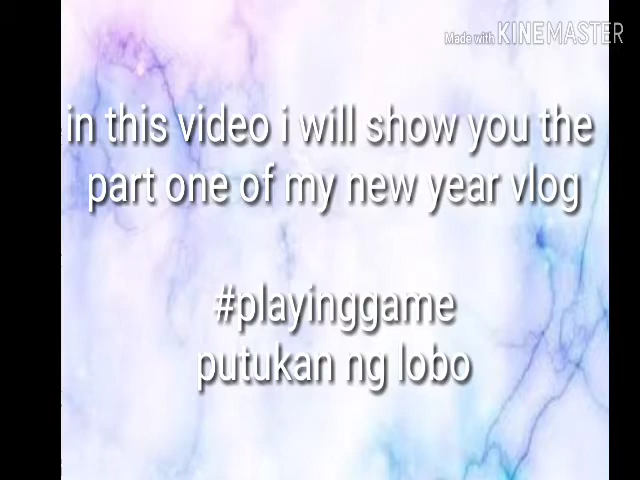 Made with KINEMASTER
in this video i will show you the
part one of my new year vlog
#playinggame
putukan ng lobo